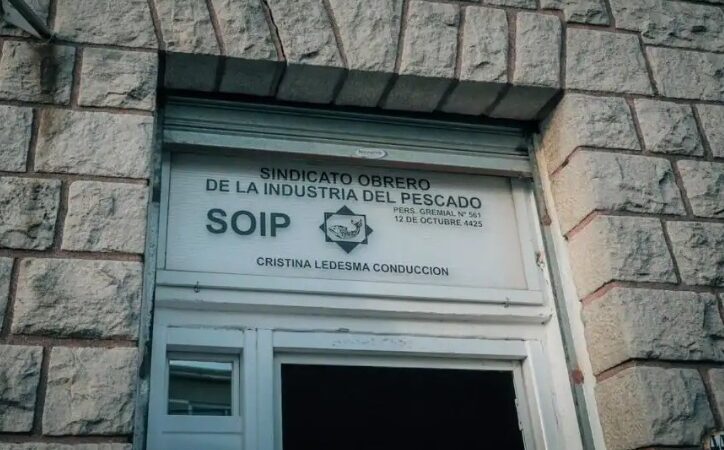 SINDICATO OBRERO
DE LA INDUSTRIA DEL PESCADO
PERS. GREMIAL N° 561
12 DE OCTUBRE 4425
SOIP
CRISTINA LEDESMA CONDUCCION